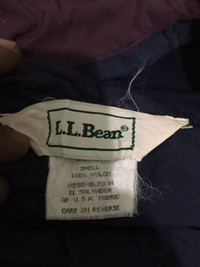 L.L.Bean®
SHELL
100% NYLON
ASSEMBLED IN
EL SALVADOR
OF U.S.A. FABRIC
CARE ON REVERSE